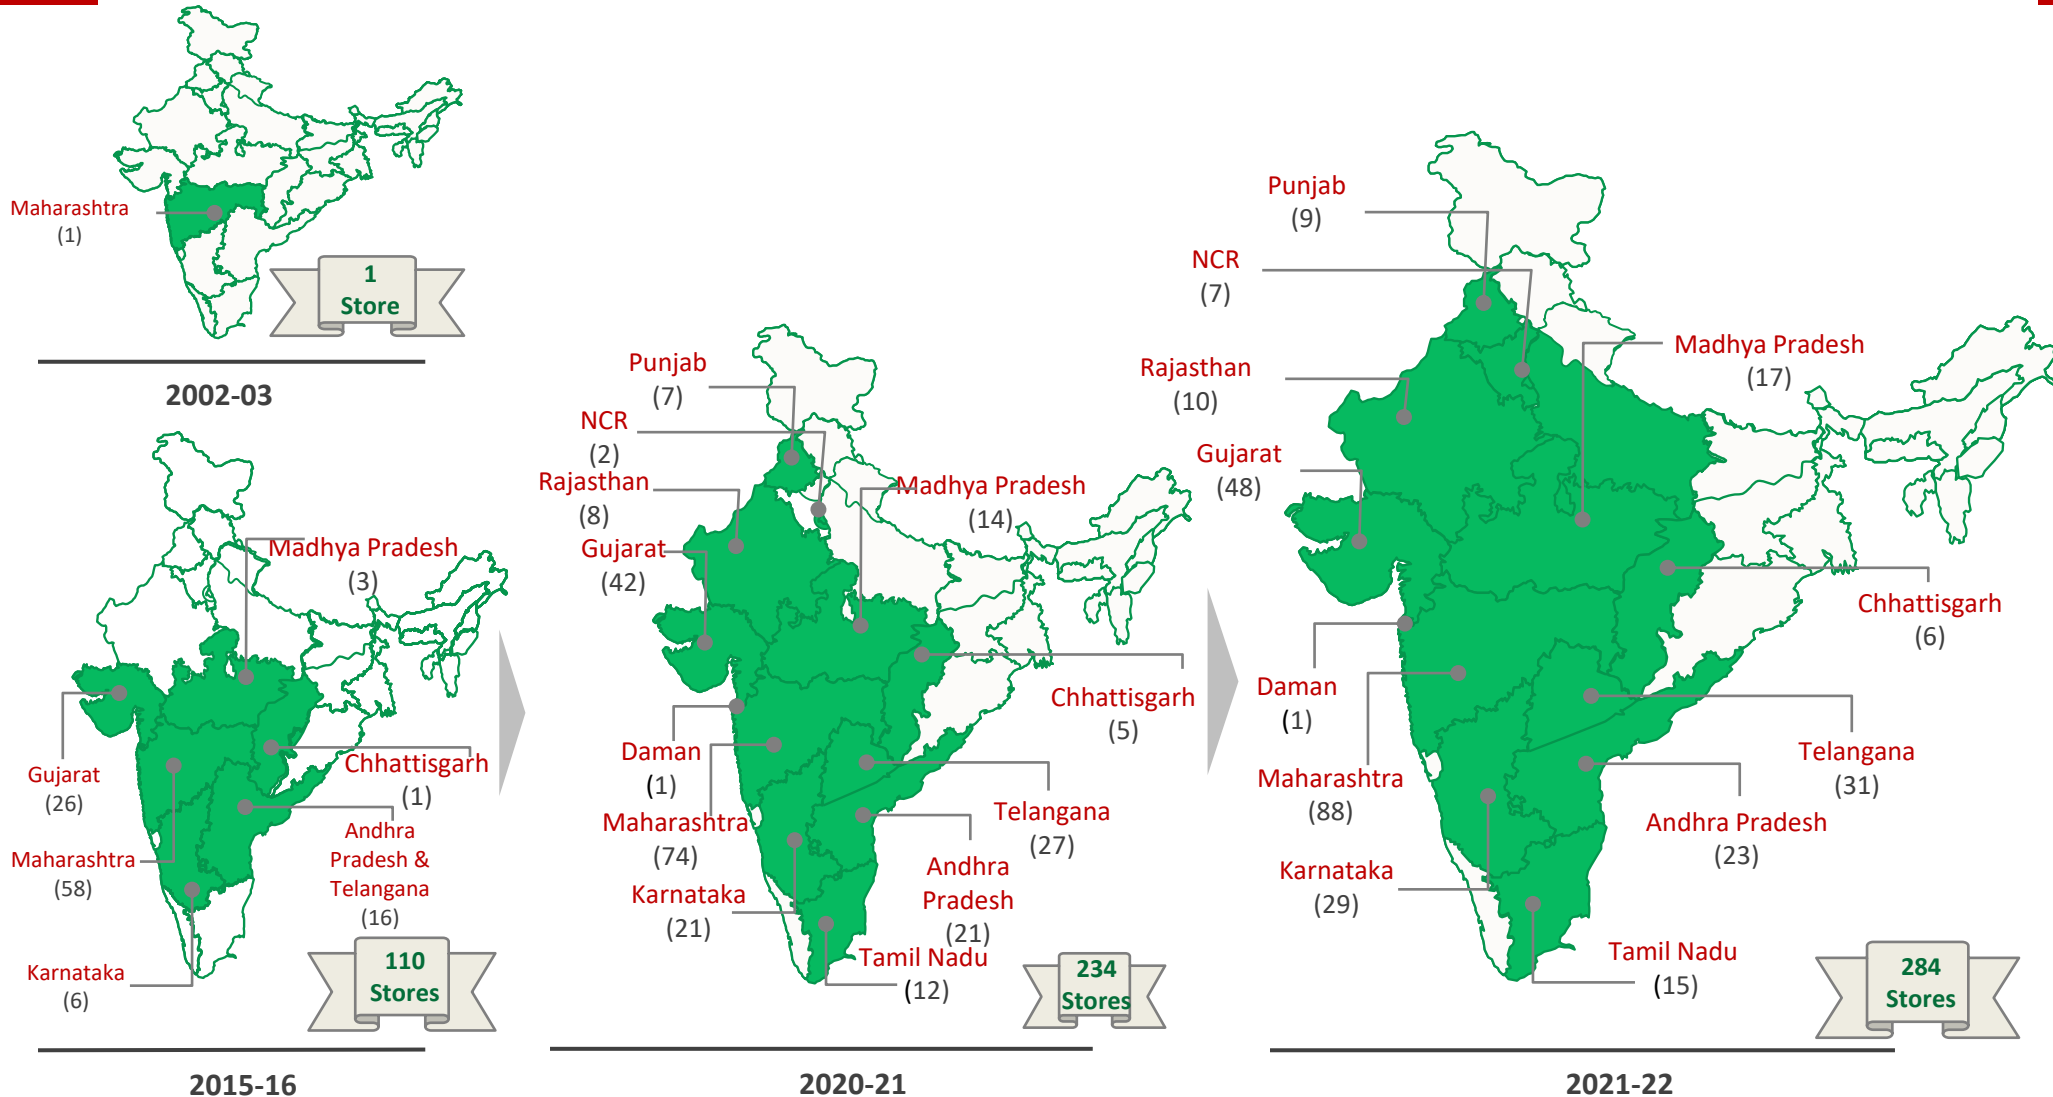 Maharashtra
(1)
1
Store
2002-03
Madhya Pradesh
(3)
Gujarat
(26)
Chhattisgarh
(1)
Maharashtra
(58)
Andhra
Pradesh &
Telangana
(16)
Karnataka
(6)
110
Stores
2015-16
Punjab
(7)
NCR
(2)
Rajasthan
(8)
Madhya Pradesh
(14)
Gujarat
(42)
Chhattisgarh
(5)
Daman
(1)
Maharashtra
(74)
Telangana
(27)
Karnataka
(21)
Andhra
Pradesh
(21)
Tamil Nadu
(12)
234
Stores
2020-21
Punjab
(9)
NCR
(7)
Madhya Pradesh
(17)
Rajasthan
(10)
Gujarat
(48)
Chhattisgarh
(6)
Daman
(1)
Telangana
(31)
Maharashtra
(88)
Andhra Pradesh
(23)
Karnataka
(29)
Tamil Nadu
(15)
284
Stores
2021-22